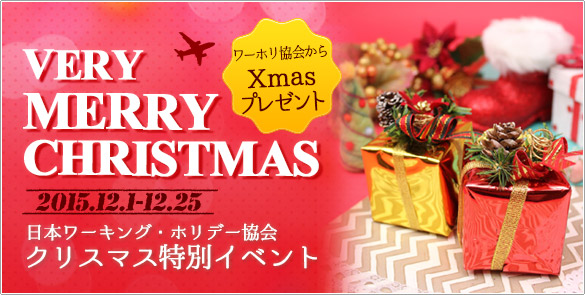 VERY
MERRY
CHRISTMAS
ワーホリ協会から
Xmas
プレゼント
2015.12.1-12.25
日本ワーキング・ホリデー協会
クリスマス特別イベント